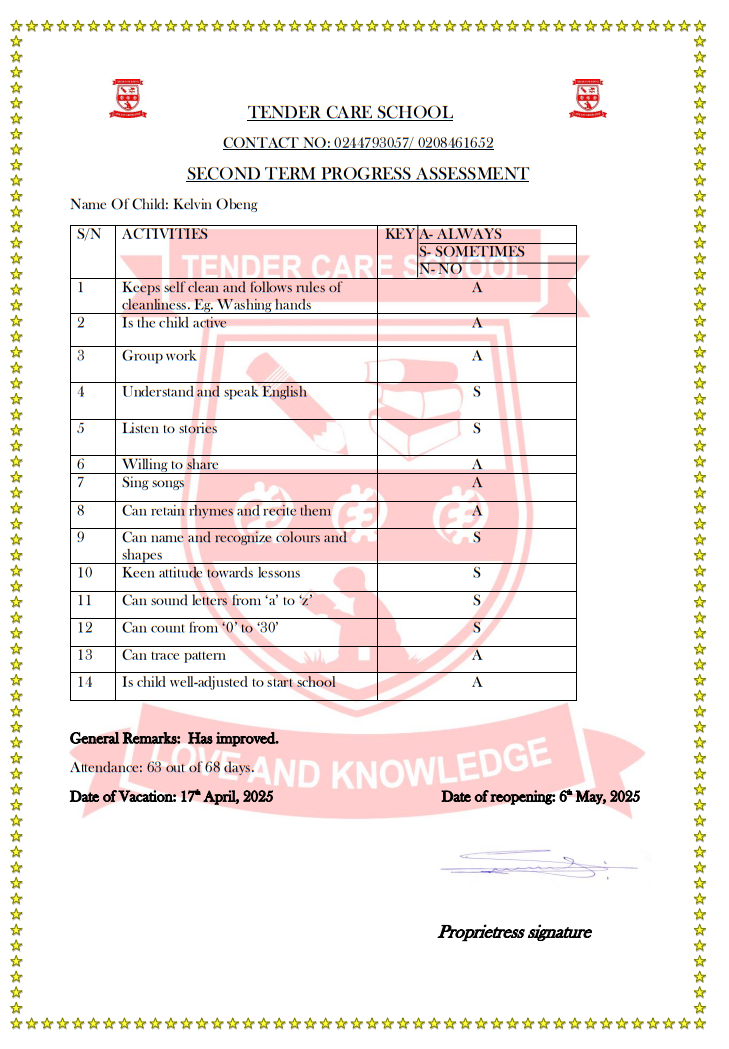 TENDER CARE SCHOOL
CONTACT NO: 0244793057/ 0208461652
SECOND TERM PROGRESS ASSESSMENT
Name Of Child: Kelvin Obeng
S/N ACTIVITIES KEY A- ALWAYS
S- SOMETIMES
N- NO
TENDER CARE SCHOOL
1 Keeps self clean and follows rules of A
cleanliness. Eg. Washing hands
2 Is the child active A
3 Group work A
4 Understand and speak English S
5 Listen to stories S
6 Willing to share A
7 Sing songs A
8 Can retain rhymes and recite them A
9 Can name and recognize colours and S
shapes
10 Keen attitude towards lessons S
11 Can sound letters from ‘a’ to ‘z’ S
12 Can count from ‘0’ to ‘30’ S
13 Can trace pattern A
14 Is child well-adjusted to start school A
General Remarks: Has improved.
LOVE AND KNOWLEDGE
Attendance: 63 out of 68 days.
Date of Vacation: 17th April, 2025 Date of reopening: 6th May, 2025
Proprietress signature